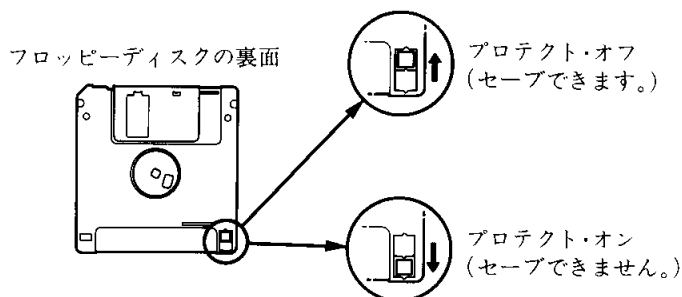 フロッピーディスクの裏面
プロテクト・オフ
(セーブできます。)
プロテクト・オン
(セーブできません。)